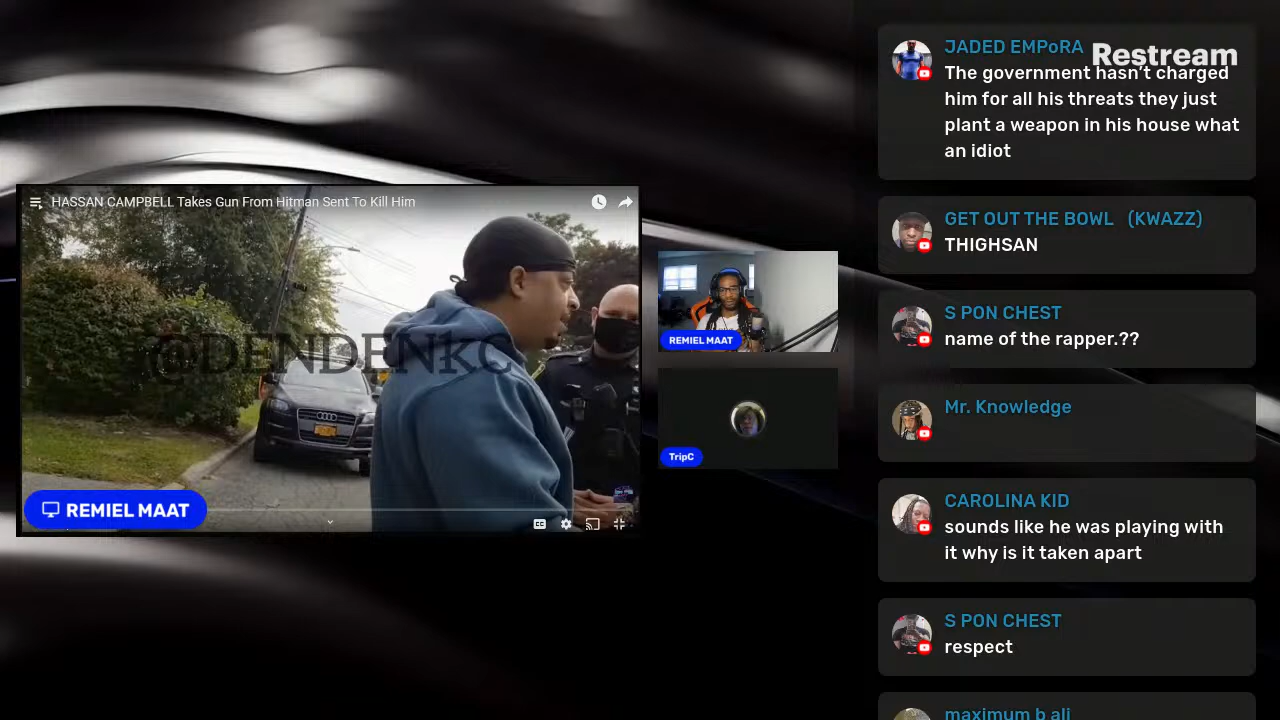 HASSAN CAMPBELL Takes Gun From Hitman Sent To Kill Him
@DENDENKC
REMIEL MAAT
REMIEL MAAT
TripC
Restream
JADED EMPoRA
The government hasn’t charged
him for all his threats they just
plant a weapon in his house what
an idiot
GET OUT THE BOWL (KWAZZ)
THIGHSAN
S PON CHEST
name of the rapper.??
Mr. Knowledge
CAROLINA KID
sounds like he was playing with
it why is it taken apart
S PON CHEST
respect
maximum b ali